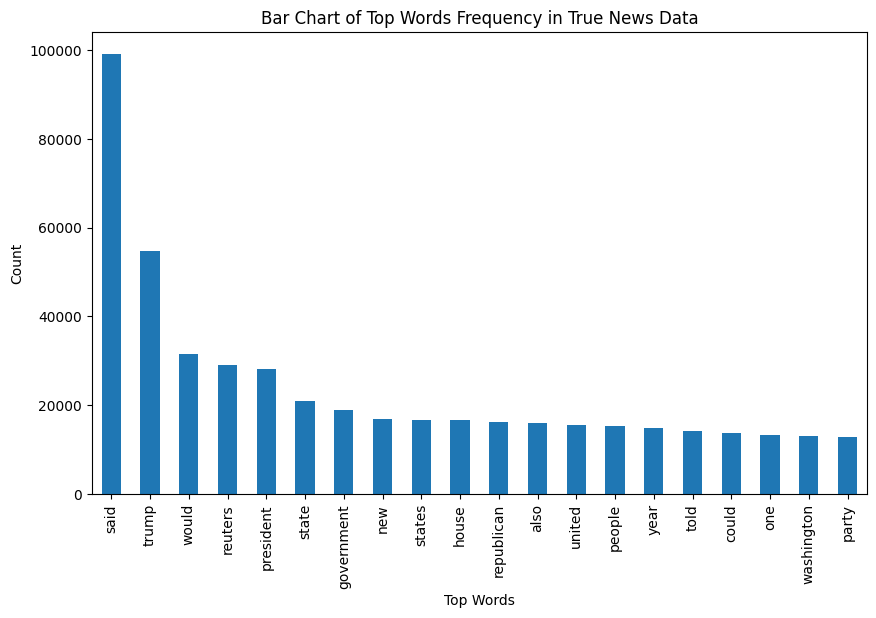 Bar Chart of Top Words Frequency in True News Data
100000
80000
60000
40000
20000
0
Count
said
trump
would
reuters
president
state
government
new
states
house
republican
also
united
people
year
told
could
one
washington
party
Top Words